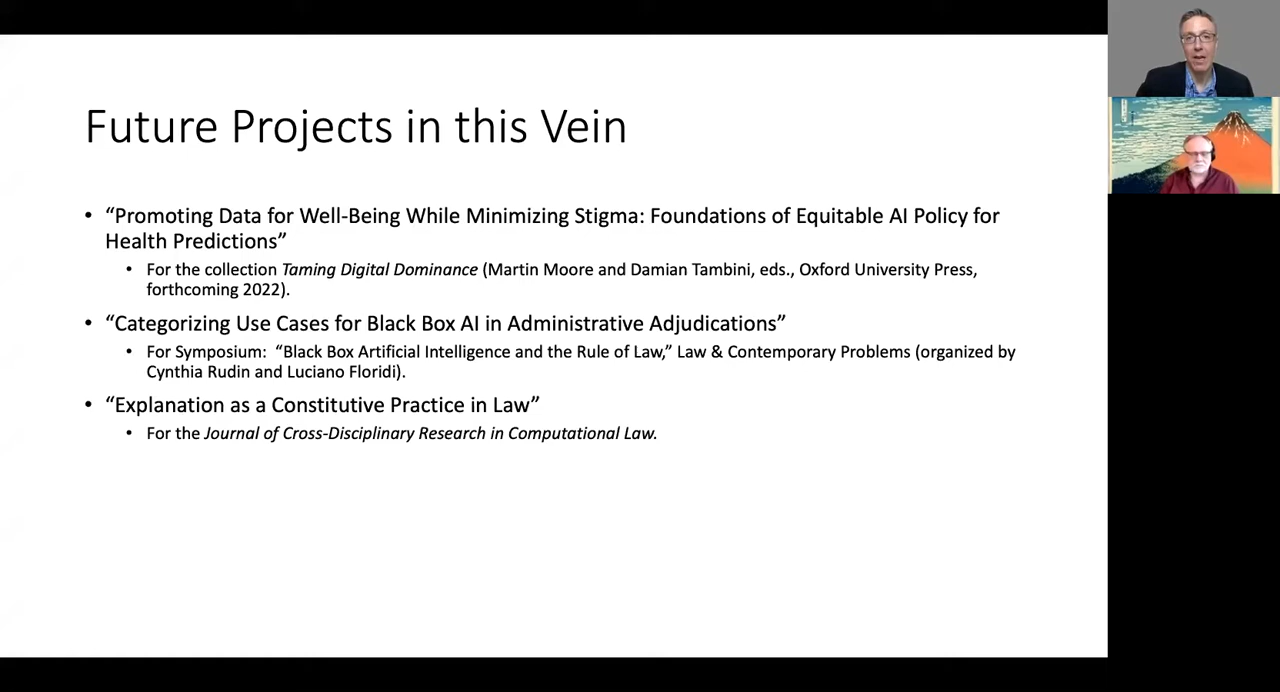 Future Projects in this Vein
• “Promoting Data for Well-Being While Minimizing Stigma: Foundations of Equitable AI Policy for
Health Predictions”
• For the collection Taming Digital Dominance (Martin Moore and Damian Tambini, eds., Oxford University Press,
forthcoming 2022).
• “Categorizing Use Cases for Black Box AI in Administrative Adjudications”
• For Symposium: “Black Box Artificial Intelligence and the Rule of Law,” Law & Contemporary Problems (organized by
Cynthia Rudin and Luciano Floridi).
• “Explanation as a Constitutive Practice in Law”
• For the Journal of Cross-Disciplinary Research in Computational Law.